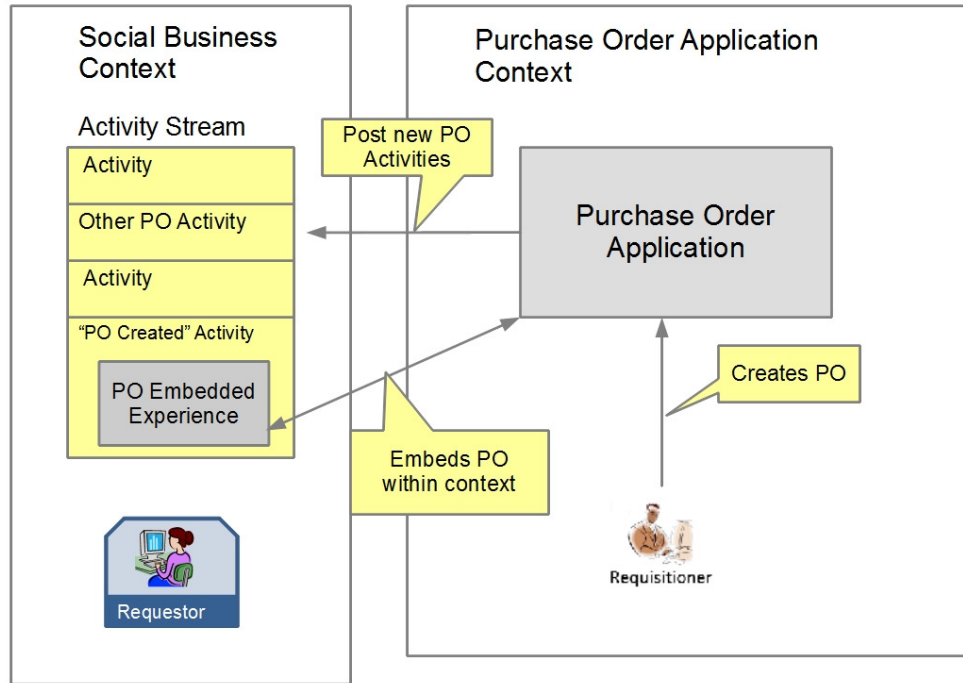 Social Business
Context
Activity Stream
Activity
Other PO Activity
Activity
“PO Created” Activity
PO Embedded
Experience
Requestor
Post new PO
Activities
Embeds PO
within context
Purchase Order Application
Context
Purchase Order
Application
Creates PO
Requisitioner